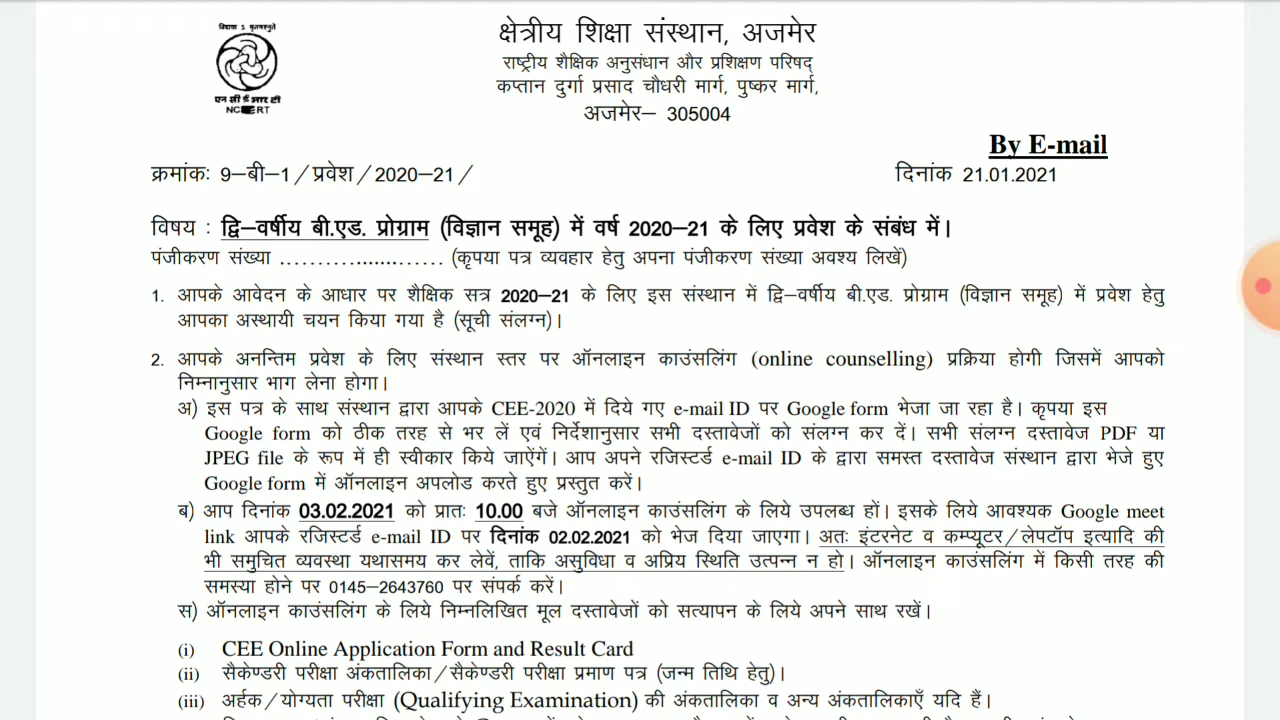 विद्यया ऽ मृतमश्नुते
एन सी ई आर टी
NCERT
क्षेत्रीय शिक्षा संस्थान, अजमेर
राष्ट्रीय शैक्षिक अनुसंधान और प्रशिक्षण परिषद्
कप्तान दुर्गा प्रसाद चौधरी मार्ग, पुष्कर मार्ग,
अजमेर– 305004
By E-mail
क्रमांकः 9–बी–1/प्रवेश/2020–21/ दिनांक 21.01.2021
विषय : द्वि–वर्षीय बी.एड. प्रोग्राम (विज्ञान समूह) में वर्ष 2020–21 के लिए प्रवेश के संबंध में।
पंजीकरण संख्या ........................... (कृपया पत्र व्यवहार हेतु अपना पंजीकरण संख्या अवश्य लिखें)
1. आपके आवेदन के आधार पर शैक्षिक सत्र 2020–21 के लिए इस संस्थान में द्वि–वर्षीय बी.एड. प्रोग्राम (विज्ञान समूह) में प्रवेश हेतु
आपका अस्थायी चयन किया गया है (सूची संलग्न)।
2. आपके अनन्तिम प्रवेश के लिए संस्थान स्तर पर ऑनलाइन काउंसलिंग (online counselling) प्रक्रिया होगी जिसमें आपको
निम्नानुसार भाग लेना होगा।
अ) इस पत्र के साथ संस्थान द्वारा आपके CEE-2020 में दिये गए e-mail ID पर Google form भेजा जा रहा है। कृपया इस
Google form को ठीक तरह से भर लें एवं निर्देशानुसार सभी दस्तावेजों को संलग्न कर दें। सभी संलग्न दस्तावेज PDF या
JPEG file के रूप में ही स्वीकार किये जाऐंगें। आप अपने रजिस्टर्ड e-mail ID के द्वारा समस्त दस्तावेज संस्थान द्वारा भेजे हुए
Google form में ऑनलाइन अपलोड करते हुए प्रस्तुत करें।
ब) आप दिनांक 03.02.2021 को प्रातः 10.00 बजे ऑनलाइन काउंसलिंग के लिये उपलब्ध हों। इसके लिये आवश्यक Google meet
link आपके रजिस्टर्ड e-mail ID पर दिनांक 02.02.2021 को भेज दिया जाएगा। अतः इंटरनेट व कम्प्यूटर/लेपटॉप इत्यादि की
भी समुचित व्यवस्था यथासमय कर लेवें, ताकि असुविधा व अप्रिय स्थिति उत्पन्न न हो। ऑनलाइन काउंसलिंग में किसी तरह की
समस्या होने पर 0145–2643760 पर संपर्क करें।
स) ऑनलाइन काउंसलिंग के लिये निम्नलिखित मूल दस्तावेजों को सत्यापन के लिये अपने साथ रखें।
(i) CEE Online Application Form and Result Card
(ii) सैकेण्डरी परीक्षा अंकतालिका/सैकेण्डरी परीक्षा प्रमाण पत्र (जन्म तिथि हेतु)।
(iii) अर्हक/योग्यता परीक्षा (Qualifying Examination) की अंकतालिका व अन्य अंकतालिकाएँ यदि हैं।